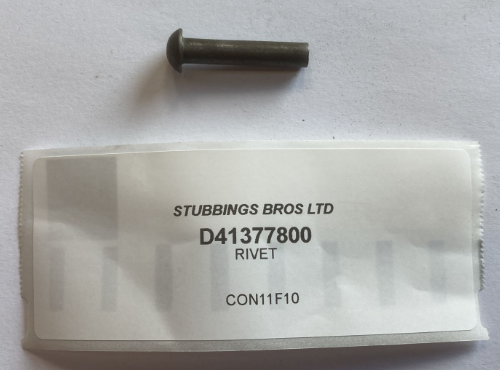 STUBBINGS BROS LTD
D41377800
RIVET
CON11F10